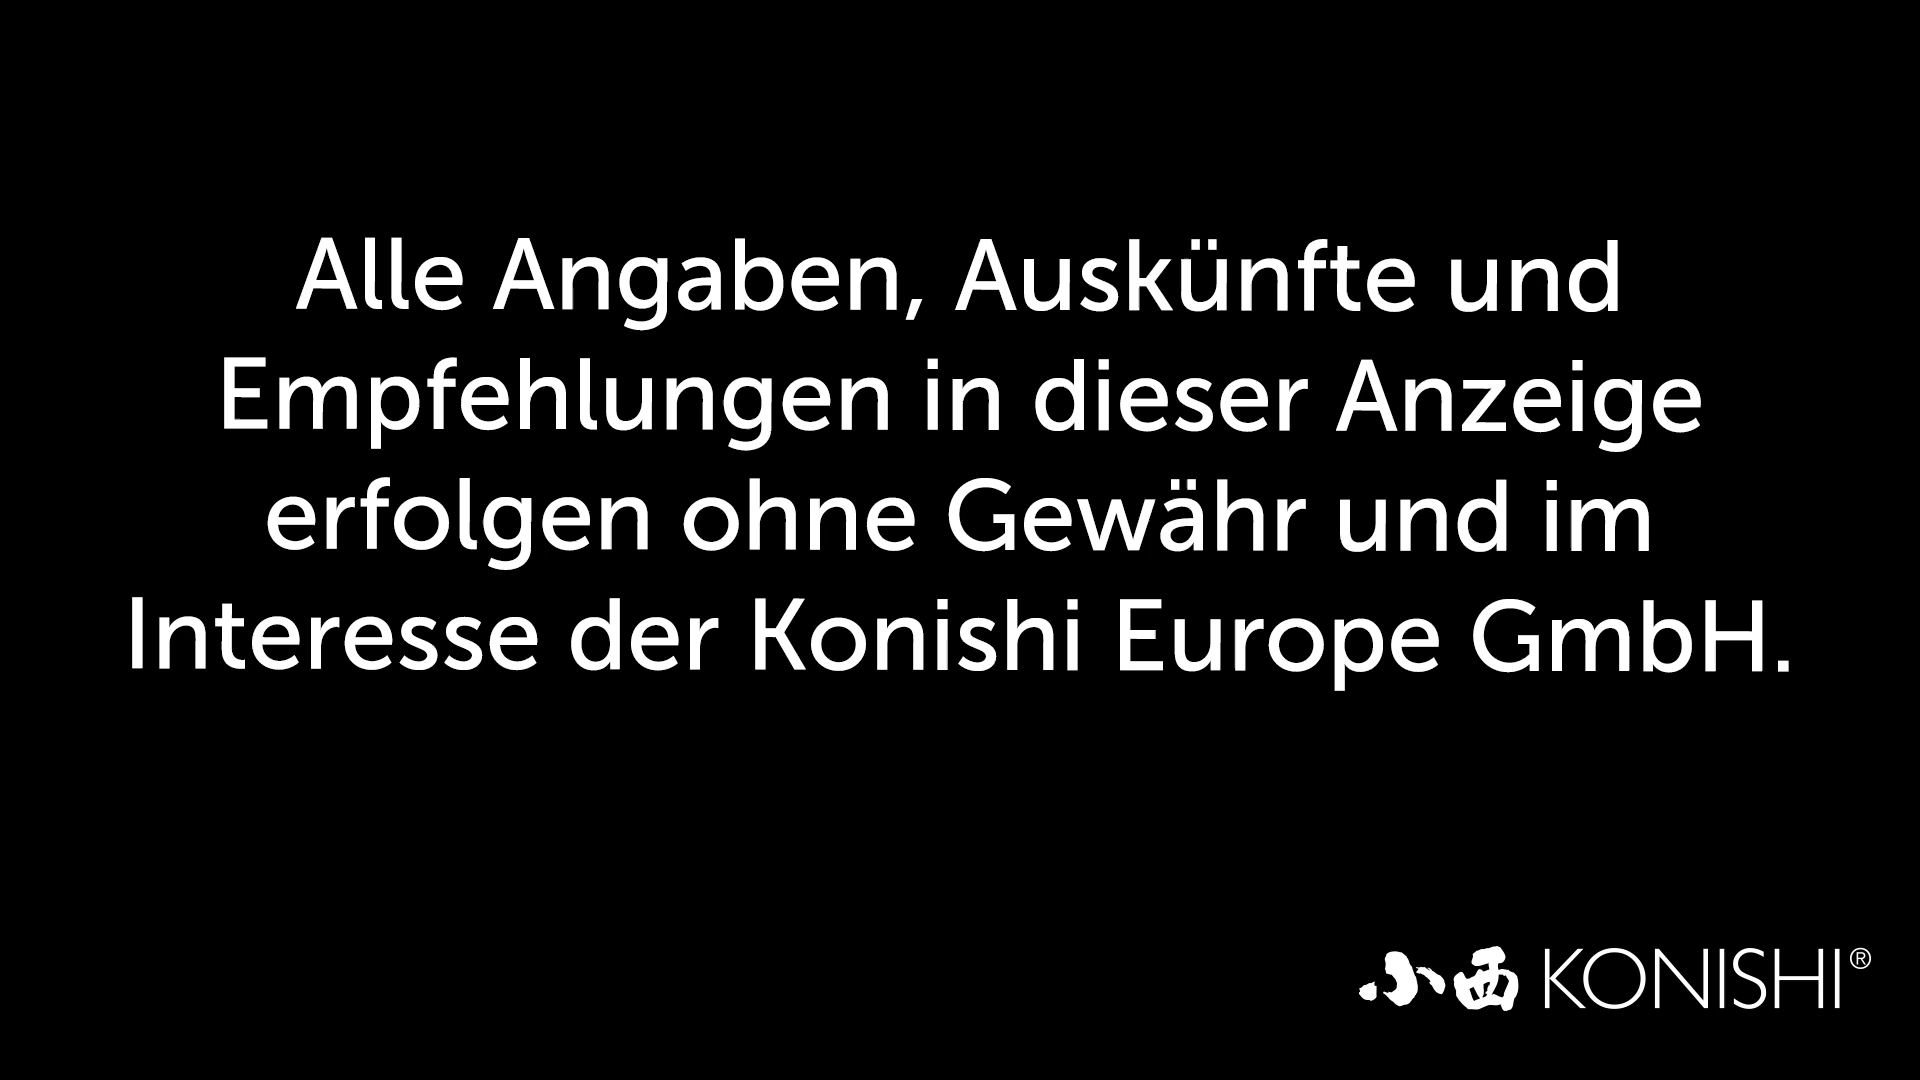 Alle Angaben, Auskünfte und
Empfehlungen in dieser Anzeige
erfolgen ohne Gewähr und im
Interesse der Konishi Europe GmbH.
小西 KONISHI®